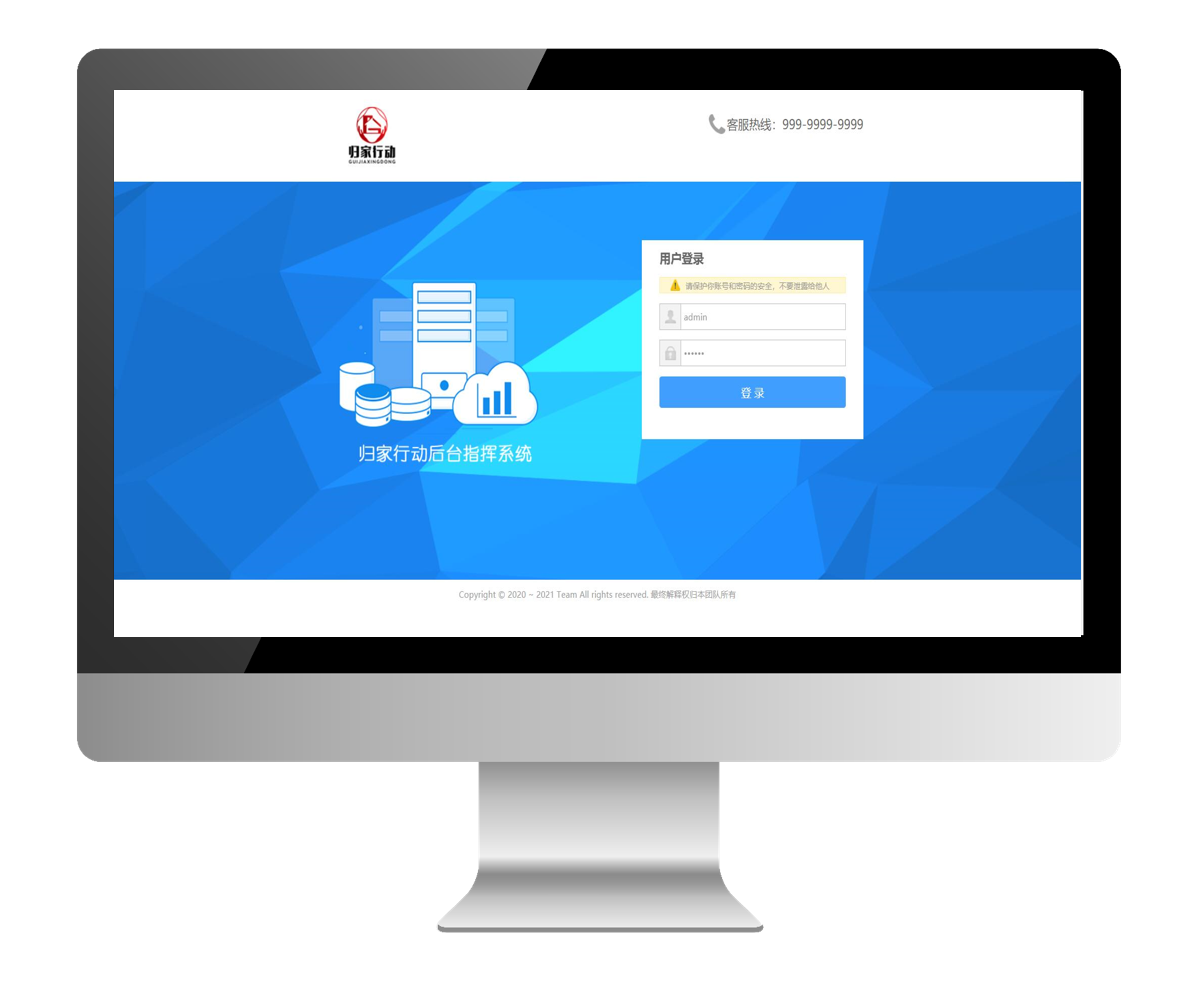 归家行动
GUIJIAXINGDONG
客服热线：999-9999-9999
用户登录
请保护你账号和密码的安全，不要泄露给他人
admin
••••••
登 录
归家行动后台指挥系统
Copyright © 2020 ~ 2021 Team All rights reserved. 最终解释权归本团队所有